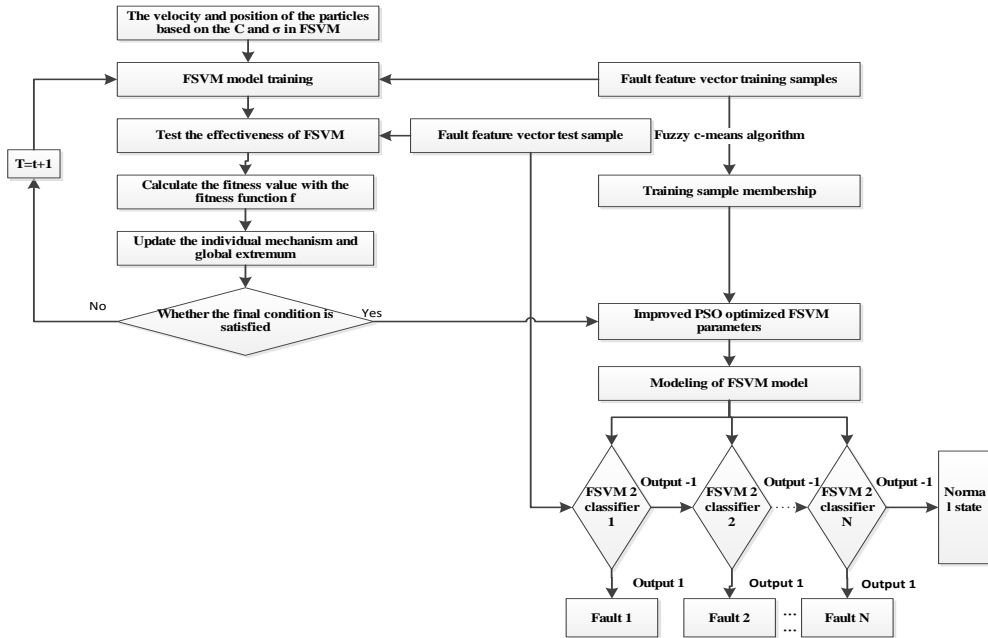 The velocity and position of the particles
based on the C and σ in FSVM
FSVM model training
Fault feature vector training samples
Test the effectiveness of FSVM
Fault feature vector test sample
Fuzzy c-means algorithm
T=t+1
Calculate the fitness value with the
fitness function f
Training sample membership
Update the individual mechanism and
global extremum
No
Whether the final condition is
satisfied
Yes
Improved PSO optimized FSVM
parameters
Modeling of FSVM model
FSVM 2
classifier
1
Output -1
FSVM 2
classifier
2
Output -1
FSVM 2
classifier
N
Output -1
Norma
l state
Output 1
Output 1
Output 1
Fault 1
Fault 2
...
...
Fault N